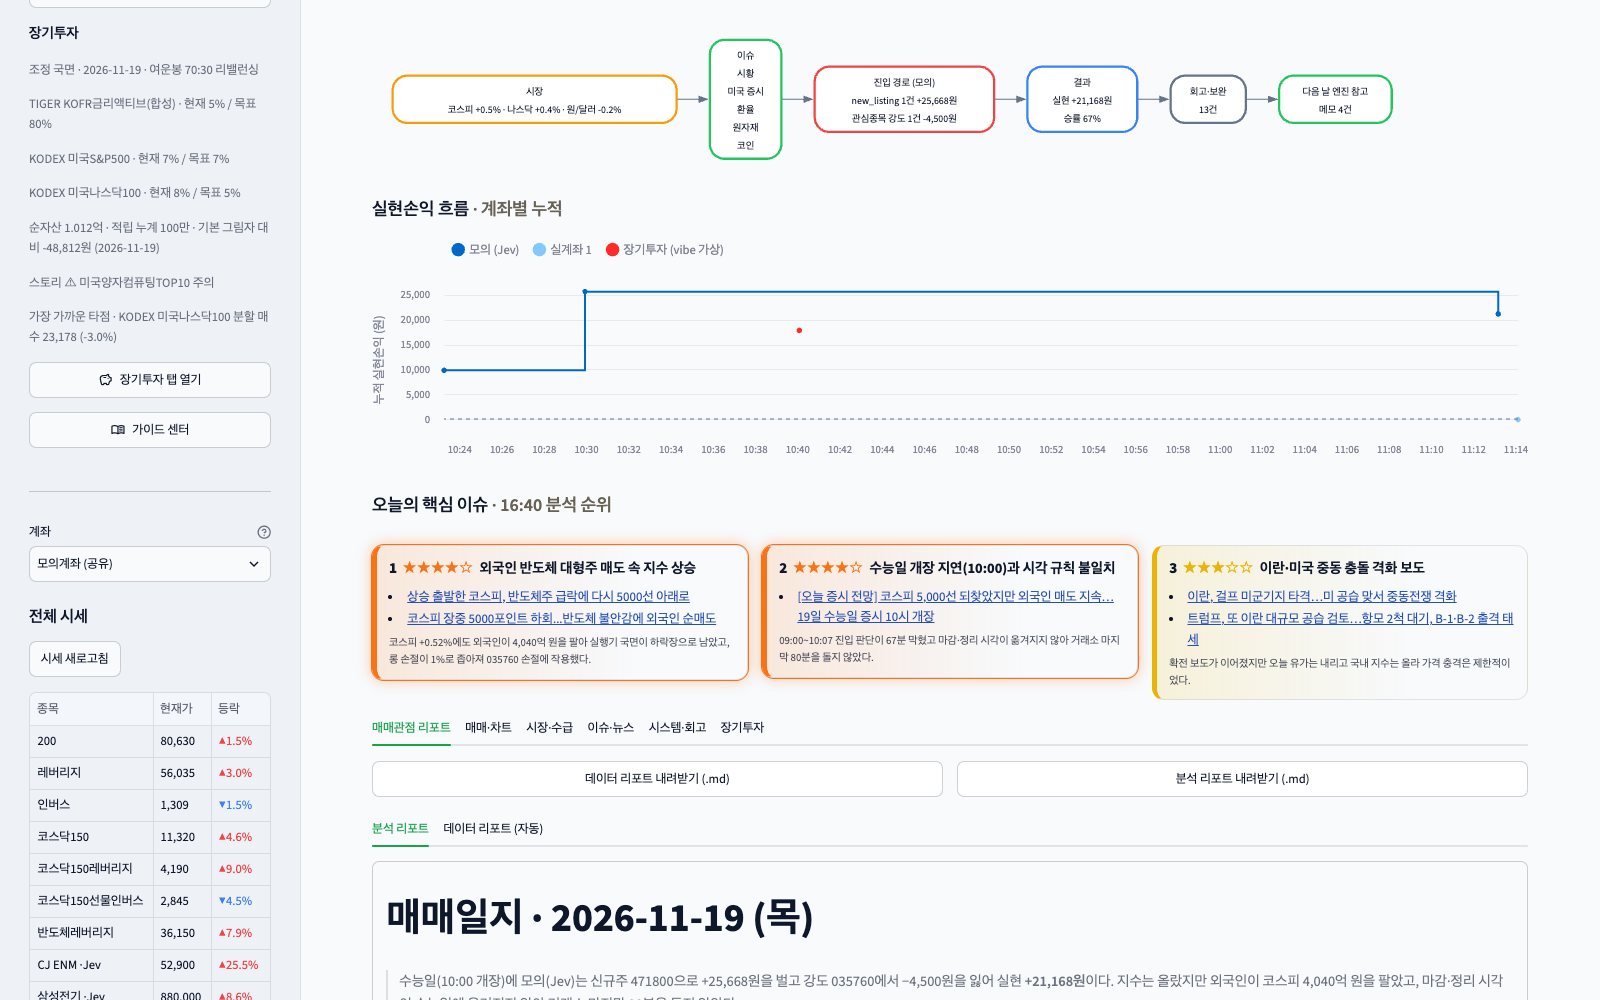 장기투자
조정 국면 · 2026-11-19 · 여운봉 70:30 리밸런싱
TIGER KOFR금리액티브(합성) · 현재 5% / 목표
80%
KODEX 미국S&P500 · 현재 7% / 목표 7%
KODEX 미국나스닥100 · 현재 8% / 목표 5%
순자산 1.012억 · 적립 누계 100만 · 기본 그림자 대
비 -48,812원 (2026-11-19)
스토리 ⚠ 미국양자컴퓨팅TOP10 주의
가장 가까운 타점 · KODEX 미국나스닥100 분할 매
수 23,178 (-3.0%)
장기투자 탭 열기
가이드 센터
계좌
모의계좌 (공유)
전체 시세
시세 새로고침
종목 현재가 등락
200 80,630 ▲1.5%
레버리지 56,035 ▲3.0%
인버스 1,309 ▼1.5%
코스닥150 11,320 ▲4.6%
코스닥150레버리지 4,190 ▲9.0%
코스닥150선물인버스 2,845 ▼4.5%
반도체레버리지 36,150 ▲7.9%
CJ ENM ·Jev 52,900 ▲25.5%
삼성전기 ·Jev 880,000 ▲8.6%
시장
코스피 +0.5% · 나스닥 +0.4% · 원/달러 -0.2%
이슈
시황
미국 증시
환율
원자재
코인
진입 경로 (모의)
new_listing 1건 +25,668원
관심종목 강도 1건 -4,500원
결과
실현 +21,168원
승률 67%
회고·보완
13건
다음 날 엔진 참고
메모 4건
실현손익 흐름 · 계좌별 누적
모의 (Jev) 실계좌 1 장기투자 (vibe 가상)
누적 실현손익 (원)
25,000
20,000
15,000
10,000
5,000
0
10:24 10:26 10:28 10:30 10:32 10:34 10:36 10:38 10:40 10:42 10:44 10:46 10:48 10:50 10:52 10:54 10:56 10:58 11:00 11:02 11:04 11:06 11:08 11:10 11:12 11:14
오늘의 핵심 이슈 · 16:40 분석 순위
1 ★★★★☆ 외국인 반도체 대형주 매도 속 지수 상승
상승 출발한 코스피, 반도체주 급락에 다시 5000선 아래로
코스피 장중 5000포인트 하회...반도체 불안감에 외국인 순매도
코스피 +0.52%에도 외국인이 4,040억 원을 팔아 실행기 국면이 하락장으로 남았고,
롱 손절이 1%로 좁아져 035760 손절에 작용했다.
2 ★★★★☆ 수능일 개장 지연(10:00)과 시각 규칙 불일치
[오늘 증시 전망] 코스피 5,000선 되찾았지만 외국인 매도 지속…
19일 수능일 증시 10시 개장
09:00~10:07 진입 판단이 67분 막혔고 마감·정리 시각이 옮겨지지 않아 거래소 마지
막 80분을 돌지 않았다.
3 ★★★☆☆ 이란·미국 중동 충돌 격화 보도
이란, 걸프 미군기지 타격…미 공습 맞서 중동전쟁 격화
트럼프, 또 이란 대규모 공습 검토…항모 2척 대기, B-1·B-2 출격 태
세
확전 보도가 이어졌지만 오늘 유가는 내리고 국내 지수는 올라 가격 충격은 제한적이
었다.
매매관점 리포트 매매·차트 시장·수급 이슈·뉴스 시스템·회고 장기투자
데이터 리포트 내려받기 (.md) 분석 리포트 내려받기 (.md)
분석 리포트 데이터 리포트 (자동)
매매일지 · 2026-11-19 (목)
수능일(10:00 개장)에 모의(Jev)는 신규주 471800으로 +25,668원을 벌고 강도 035760에서 −4,500원을 잃어 실현 +21,168원이다. 지수는 올랐지만 외국인이 코스피 4,040억 원을 팔았고, 마감·정리 시각